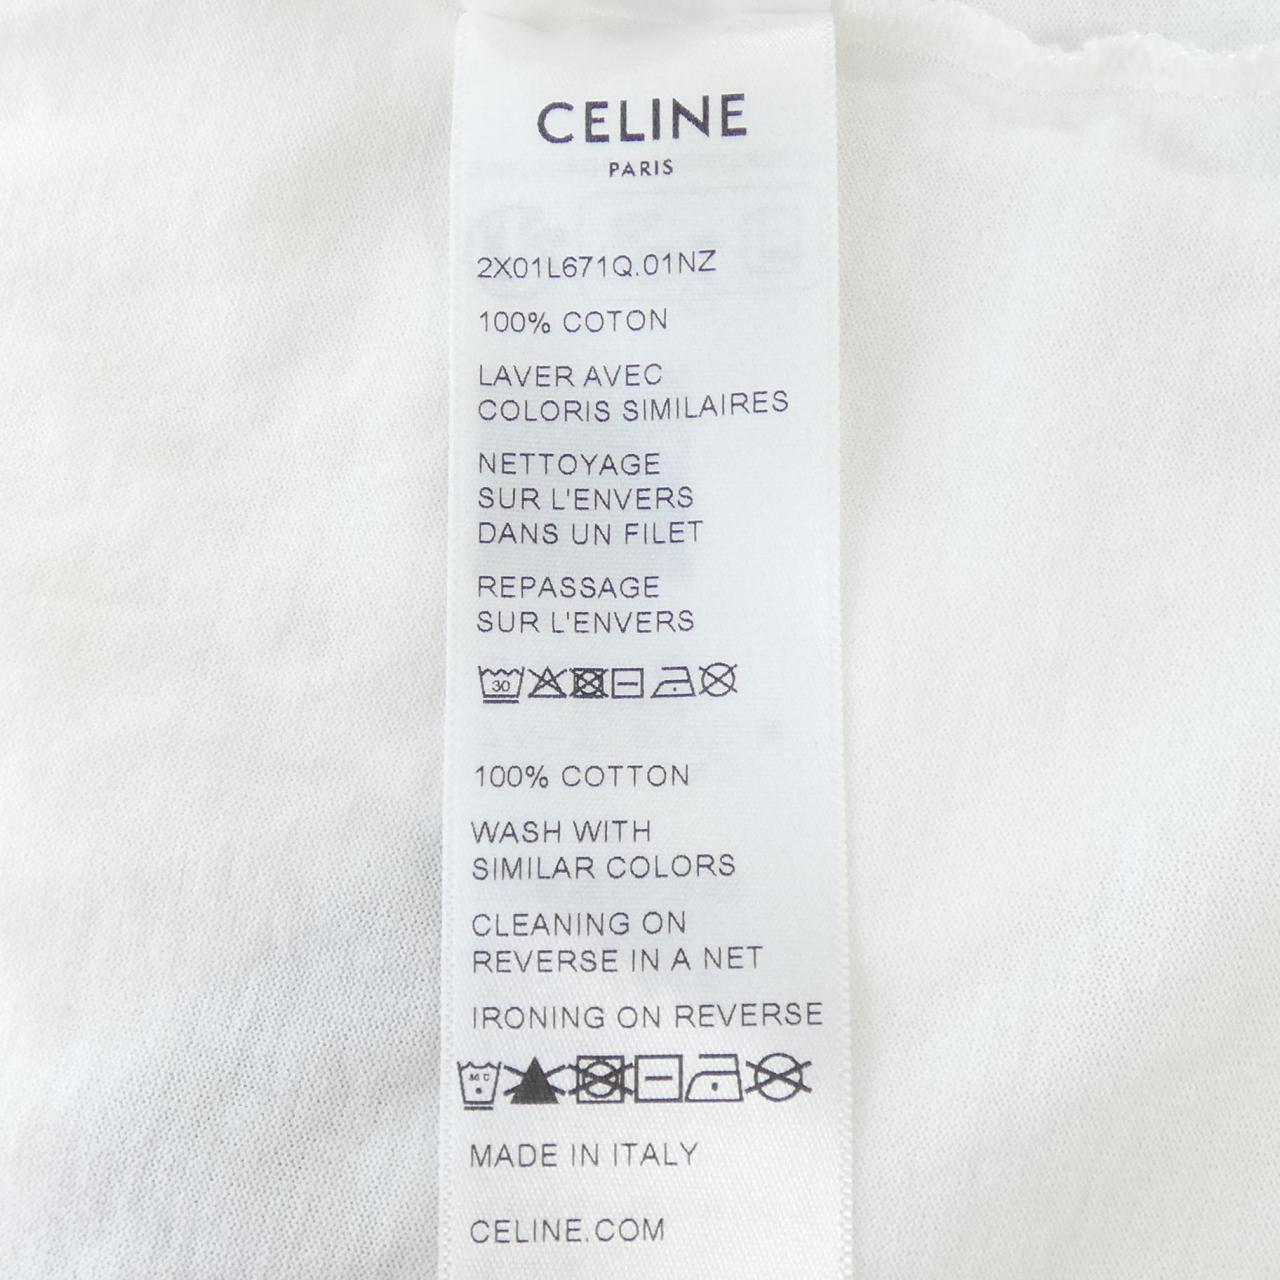 CELINE
PARIS
2X01L671Q.01NZ
100% COTON
LAVER AVEC
COLORIS SIMILAIRES
NETTOYAGE
SUR L'ENVERS
DANS UN FILET
REPASSAGE
SUR L'ENVERS
30
100% COTTON
WASH WITH
SIMILAR COLORS
CLEANING ON
REVERSE IN A NET
IRONING ON REVERSE
MADE IN ITALY
CELINE.COM